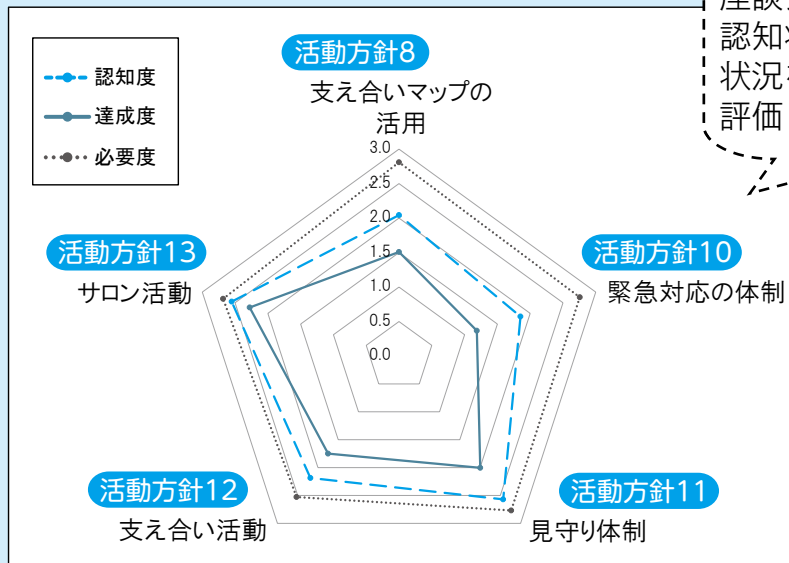 認知度
達成度
必要度
活動方針8
支え合いマップの
活用
3.0
2.5
2.0
1.5
1.0
0.5
0.0
活動方針13
サロン活動
活動方針10
緊急対応の体制
活動方針12
支え合い活動
活動方針11
見守り体制
認知
状況
評価